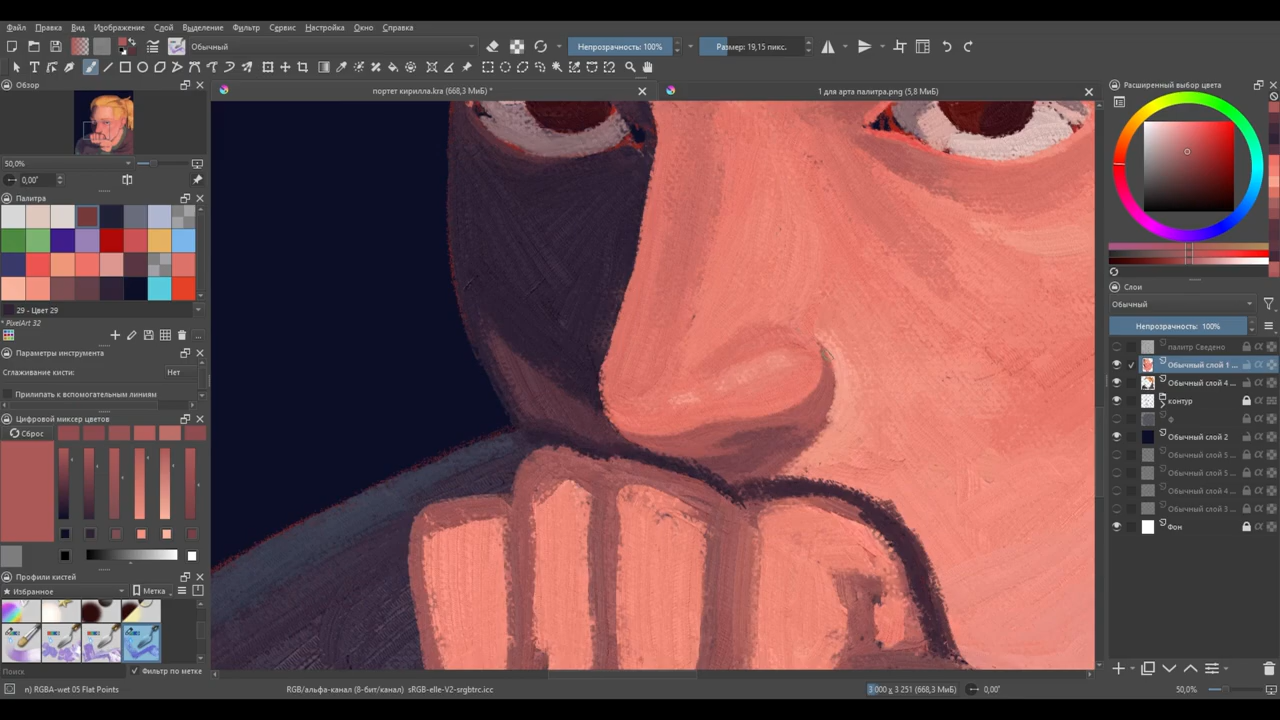 Файл Правка Вид Изображение Слой Выделение Фильтр Сервис Настройка Окно Справка
Обычный Непрозрачность: 100% Размер: 19,15 пикс.
Обзор
портет кирилла.kra (668,3 МиБ) *
1 для арта палитра.png (5,8 МиБ)
Расширенный выбор цвета
50,0%
0,00°
Палитра
29 - Цвет 29
* PixelArt 32
Параметры инструмента
Сглаживание кисти: Нет
Прилипать к вспомогательным линиям
Цифровой миксер цветов
Сброс
Профили кистей
Избранное Метка
Поиск Фильтр по метке
Слои
Обычный
Непрозрачность: 100%
палитр Сведено
Обычный слой 1 ...
Обычный слой 4 ...
контур
ф
Обычный слой 2
Обычный слой 5 ...
Обычный слой 5 ...
Обычный слой 4 ...
Обычный слой 3 ...
Фон
n) RGBA-wet 05 Flat Points RGB/альфа-канал (8-бит/канал) sRGB-elle-V2-srgbtrc.icc 3 000 x 3 251 (668,3 МиБ) 0,00° 50,0%